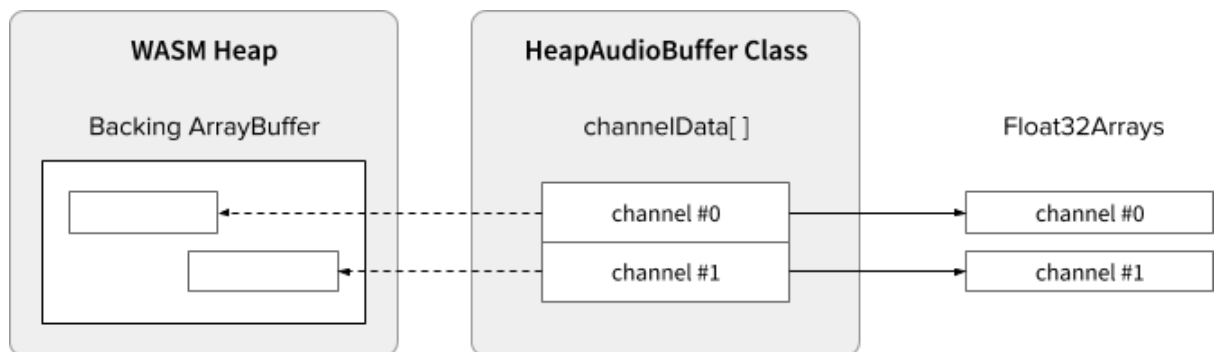 WASM Heap
Backing ArrayBuffer
HeapAudioBuffer Class
channelData[ ]
channel #0
channel #1
Float32Arrays
channel #0
channel #1